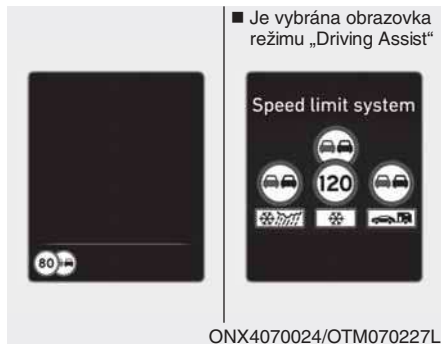 ■ Je vybrána obrazovka
režimu „Driving Assist“
Speed limit system
120
80
ONX4070024/OTM070227L